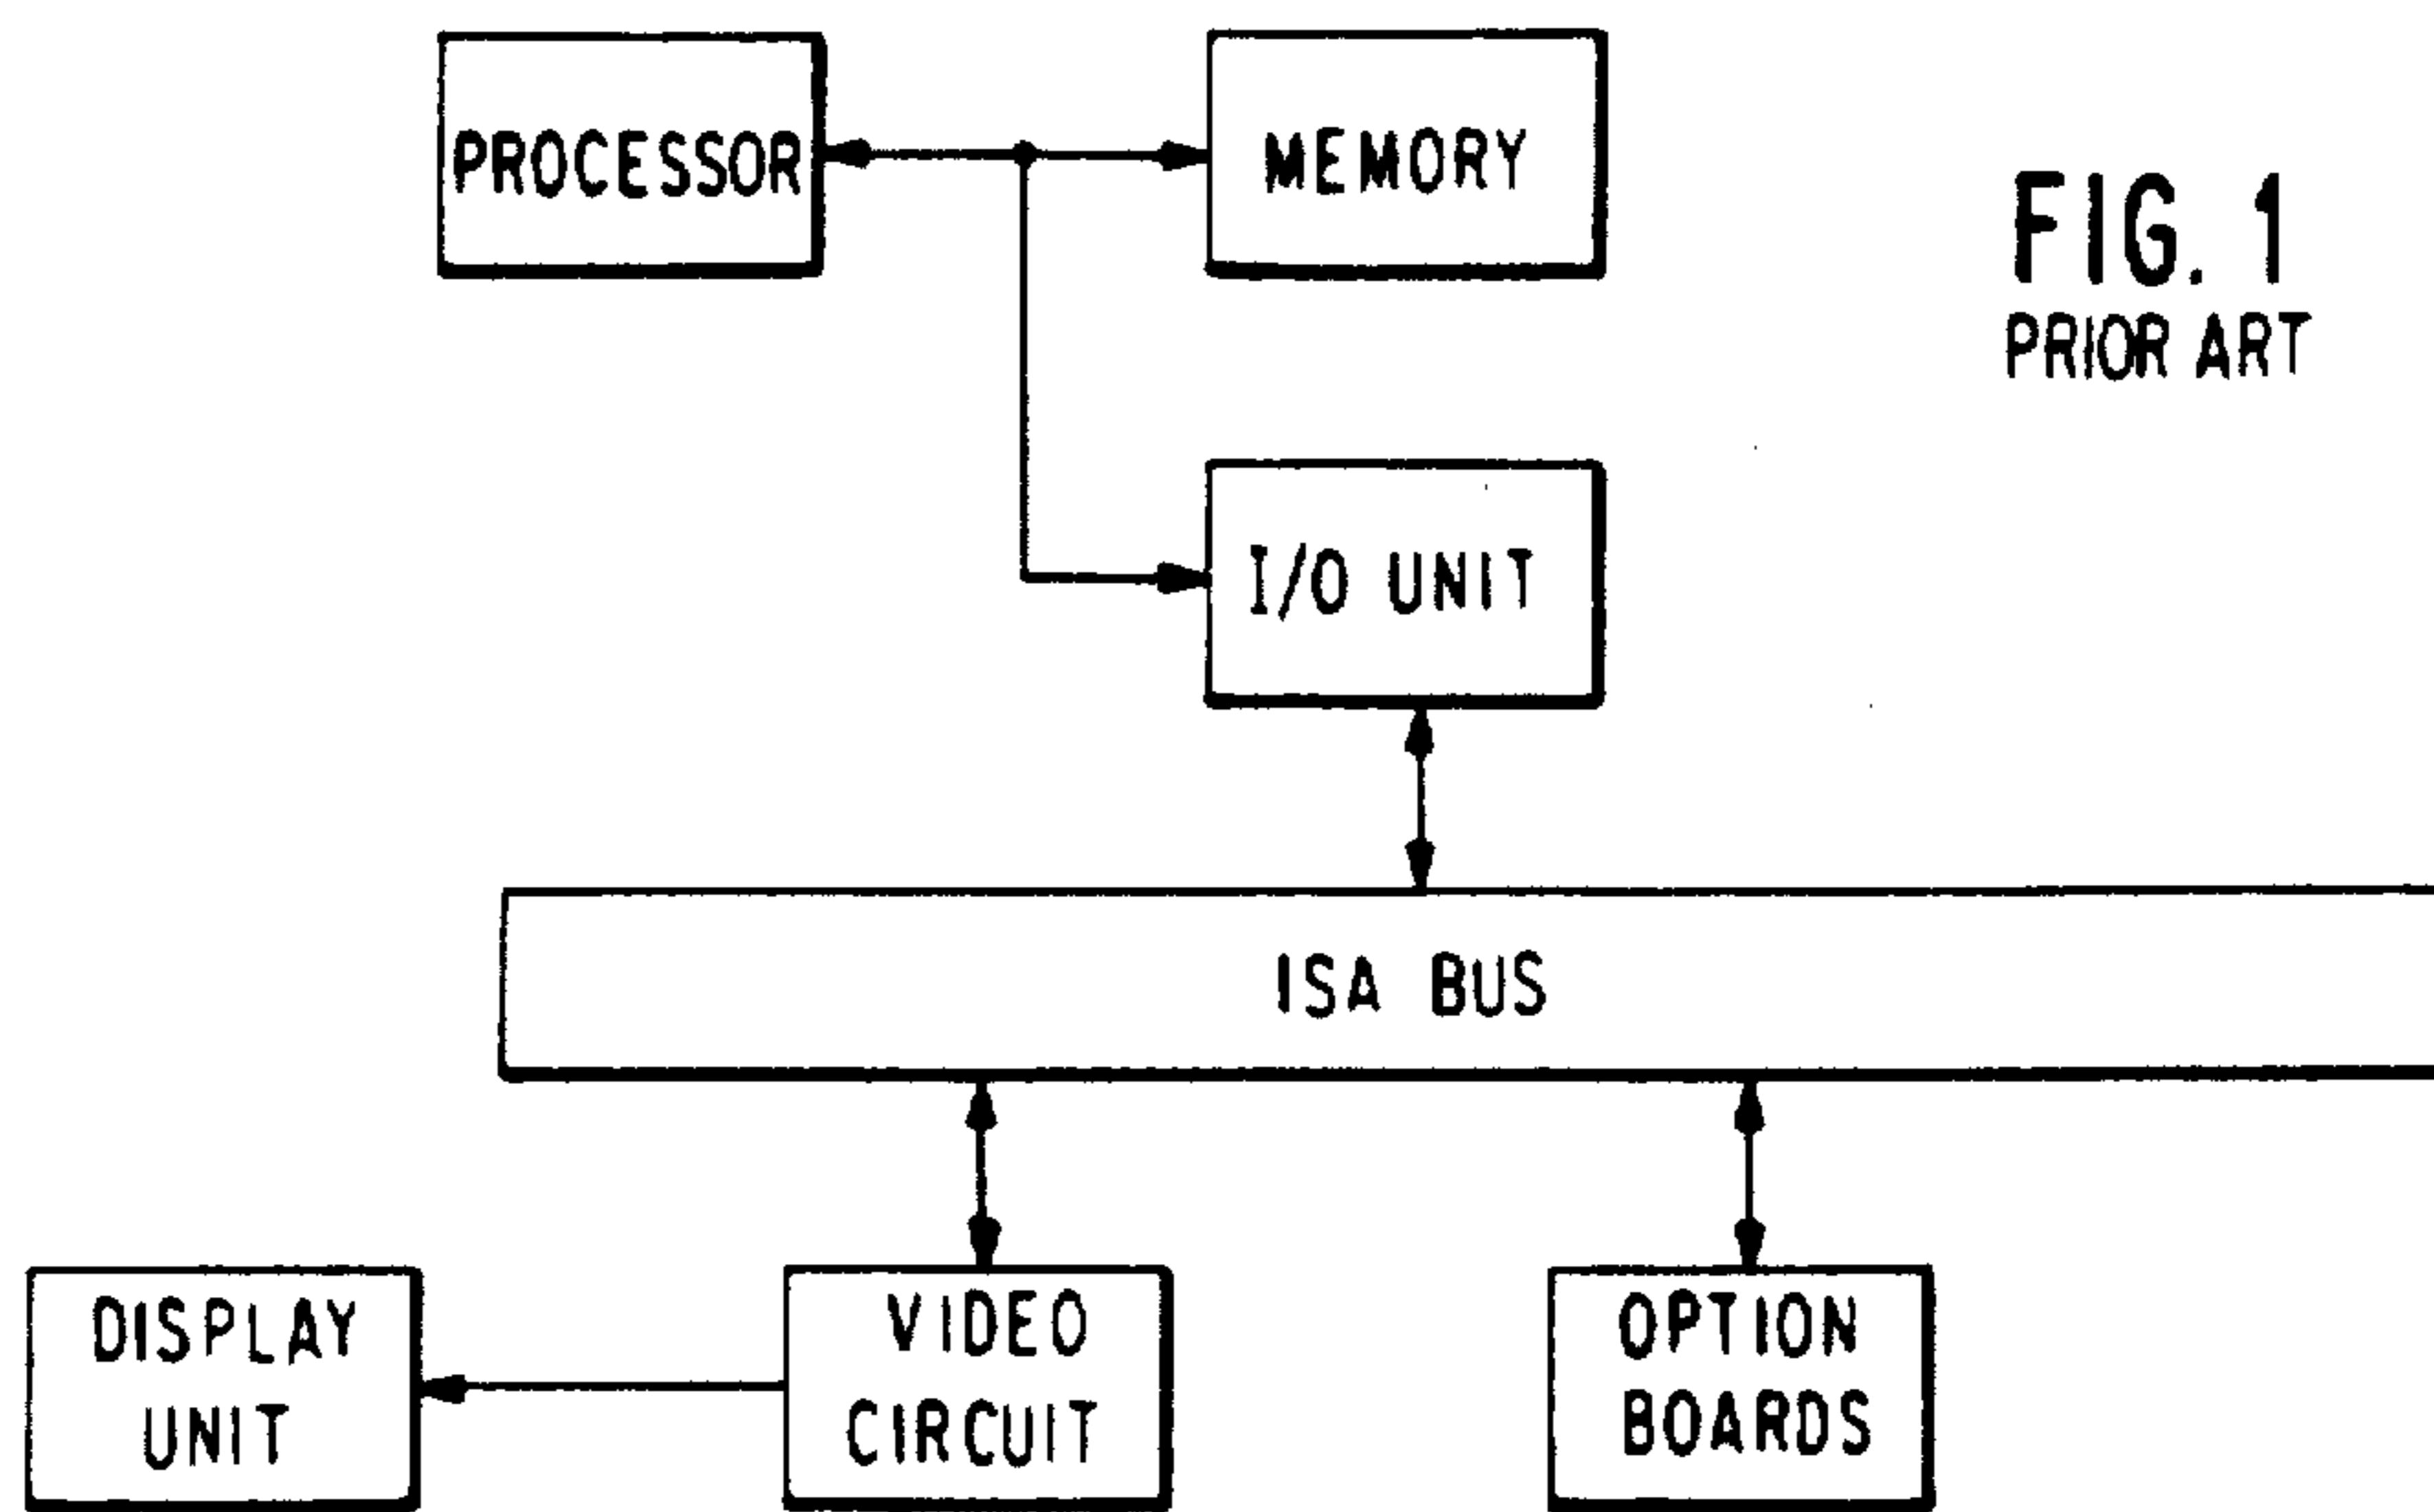 PROCESSOR
MEMORY
FIG. 1
PRIOR ART
I/O UNIT
ISA BUS
DISPLAY
UNIT
VIDEO
CIRCUIT
OPTION
BOARDS